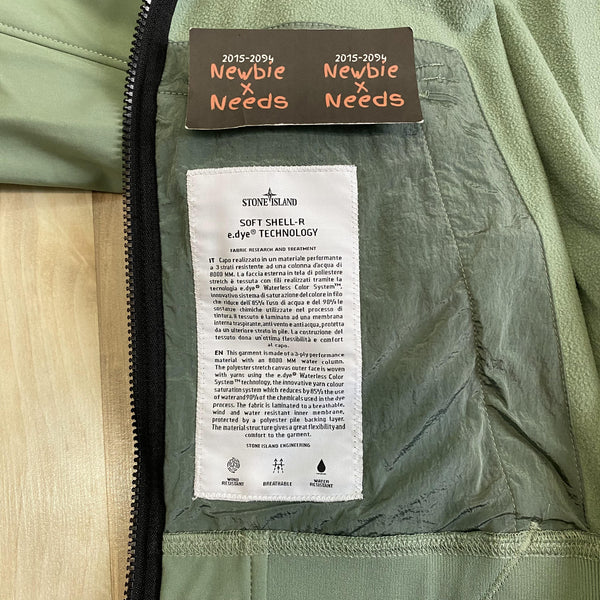 2015-2094
2015-2094
Newbie
Newbie
x
x
Needs
Needs
STONE ISLAND
SOFT SHELL-R
e.dye® TECHNOLOGY
FABRIC RESEARCH AND TREATMENT
IT Capo realizzato in un materiale performante
a 3 strati resistente ad una colonna d'acqua di
8000 MM. La faccia esterna in tela di poliestere
stretch è tessuta con fili realizzati tramite la
tecnologia e.dye® Waterless Color System™,
innovativo sistema di saturazione del colore in filo
che riduce dell'85% l'uso di acqua e del 90% le
sostanze chimiche utilizzate nel processo di
tintura. Il tessuto è laminato ad una membrana
interna traspirante, antivento e antiacqua, protetta
da un ulteriore strato in pile. La costruzione del
tessuto dona un'ottima flessibilità e comfort
al capo.
EN This garment is made of a 3-ply performance
material with an 8000 MM water column.
The polyester stretch canvas outer face is woven
with yarns using the e.dye® Waterless Color
System™ technology, the innovative yarn colour
saturation system which reduces by 85% the use
of water and 90% of the chemicals used in the dye
process. The fabric is laminated to a breathable,
wind and water resistant inner membrane,
protected by a polyester pile backing layer.
The material structure gives a great flexibility and
comfort to the garment.
STONE ISLAND ENGINEERING
WIND
RESISTANT
BREATHABLE
WATER
RESISTANT